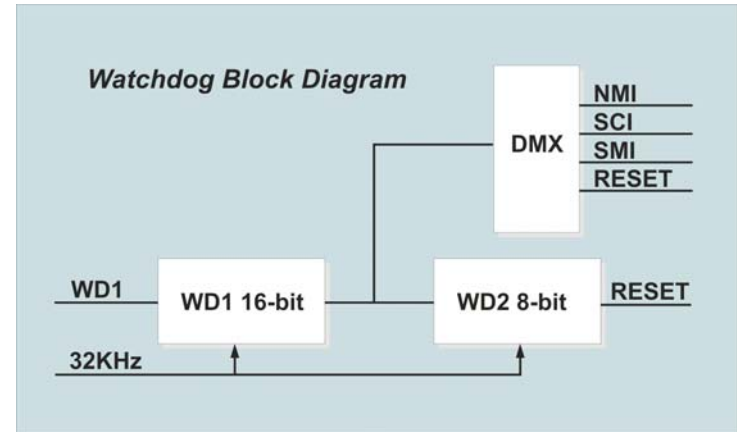 Watchdog Block Diagram
NMI
SCI
DMX
SMI
RESET
WD1
WD1 16-bit
WD2 8-bit
RESET
32KHz